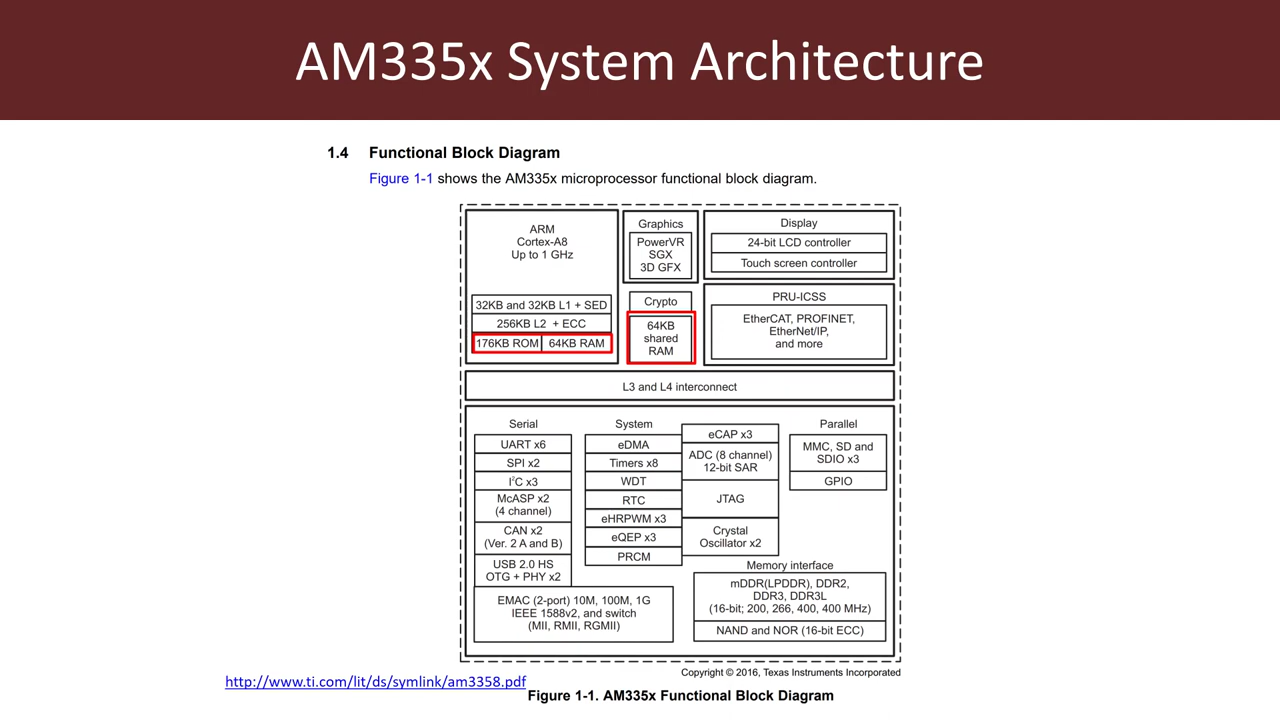 AM335x System Architecture
1.4 Functional Block Diagram
Figure 1-1 shows the AM335x microprocessor functional block diagram.
ARM
Cortex-A8
Up to 1 GHz
32KB and 32KB L1 + SED
256KB L2 + ECC
176KB ROM
64KB RAM
Graphics
PowerVR
SGX
3D GFX
Crypto
64KB
shared
RAM
Display
24-bit LCD controller
Touch screen controller
PRU-ICSS
EtherCAT, PROFINET,
EtherNet/IP,
and more
L3 and L4 interconnect
Serial
UART x6
SPI x2
I²C x3
McASP x2
(4 channel)
CAN x2
(Ver. 2 A and B)
USB 2.0 HS
OTG + PHY x2
EMAC (2-port) 10M, 100M, 1G
IEEE 1588v2, and switch
(MII, RMII, RGMII)
System
eDMA
Timers x8
WDT
RTC
eHRPWM x3
eQEP x3
PRCM
eCAP x3
ADC (8 channel)
12-bit SAR
JTAG
Crystal
Oscillator x2
Parallel
MMC, SD and
SDIO x3
GPIO
Memory interface
mDDR(LPDDR), DDR2,
DDR3, DDR3L
(16-bit; 200, 266, 400, 400 MHz)
NAND and NOR (16-bit ECC)
Copyright © 2016, Texas Instruments Incorporated
http://www.ti.com/lit/ds/symlink/am3358.pdf
Figure 1-1. AM335x Functional Block Diagram